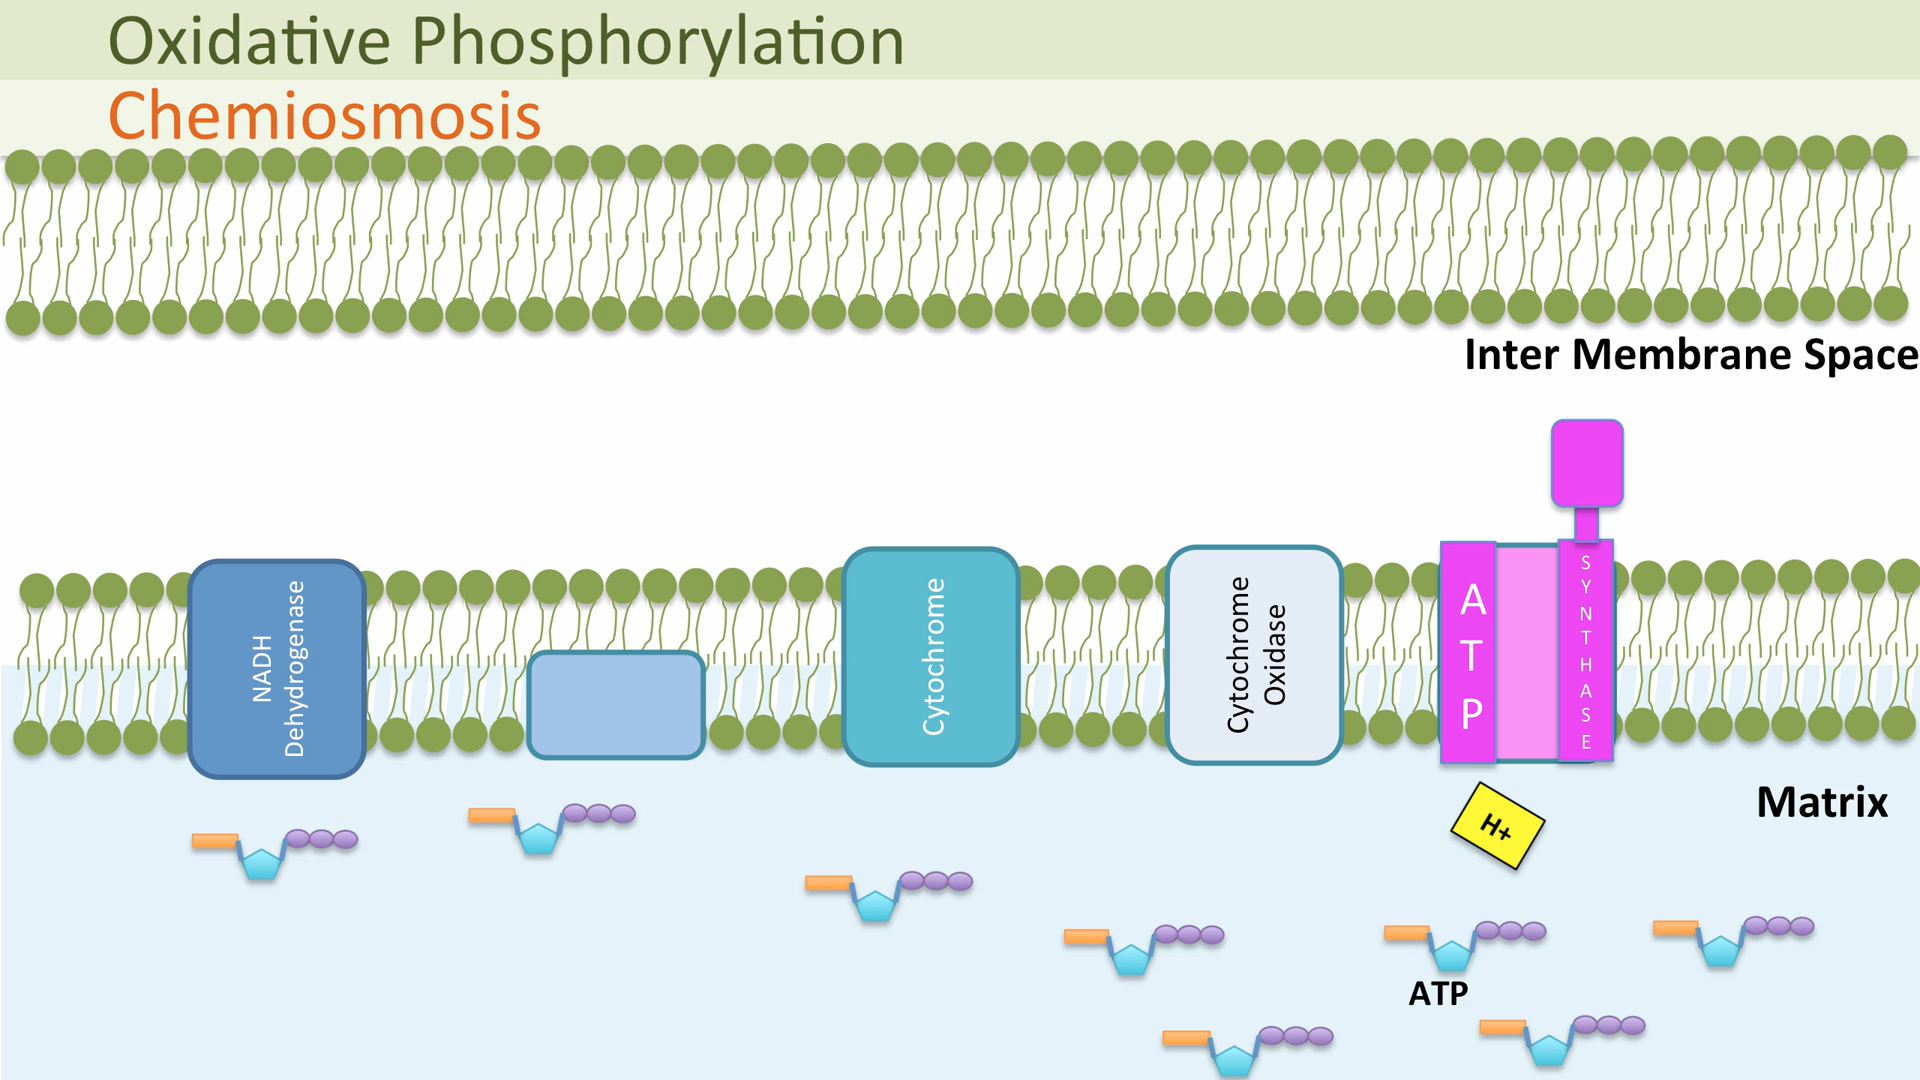 Oxidative Phosphorylation
Chemiosmosis
Inter Membrane Space
NADH
Dehydrogenase
Cytochrome
Cytochrome
Oxidase
A
T
P
S
Y
N
T
H
A
S
E
H+
Matrix
ATP